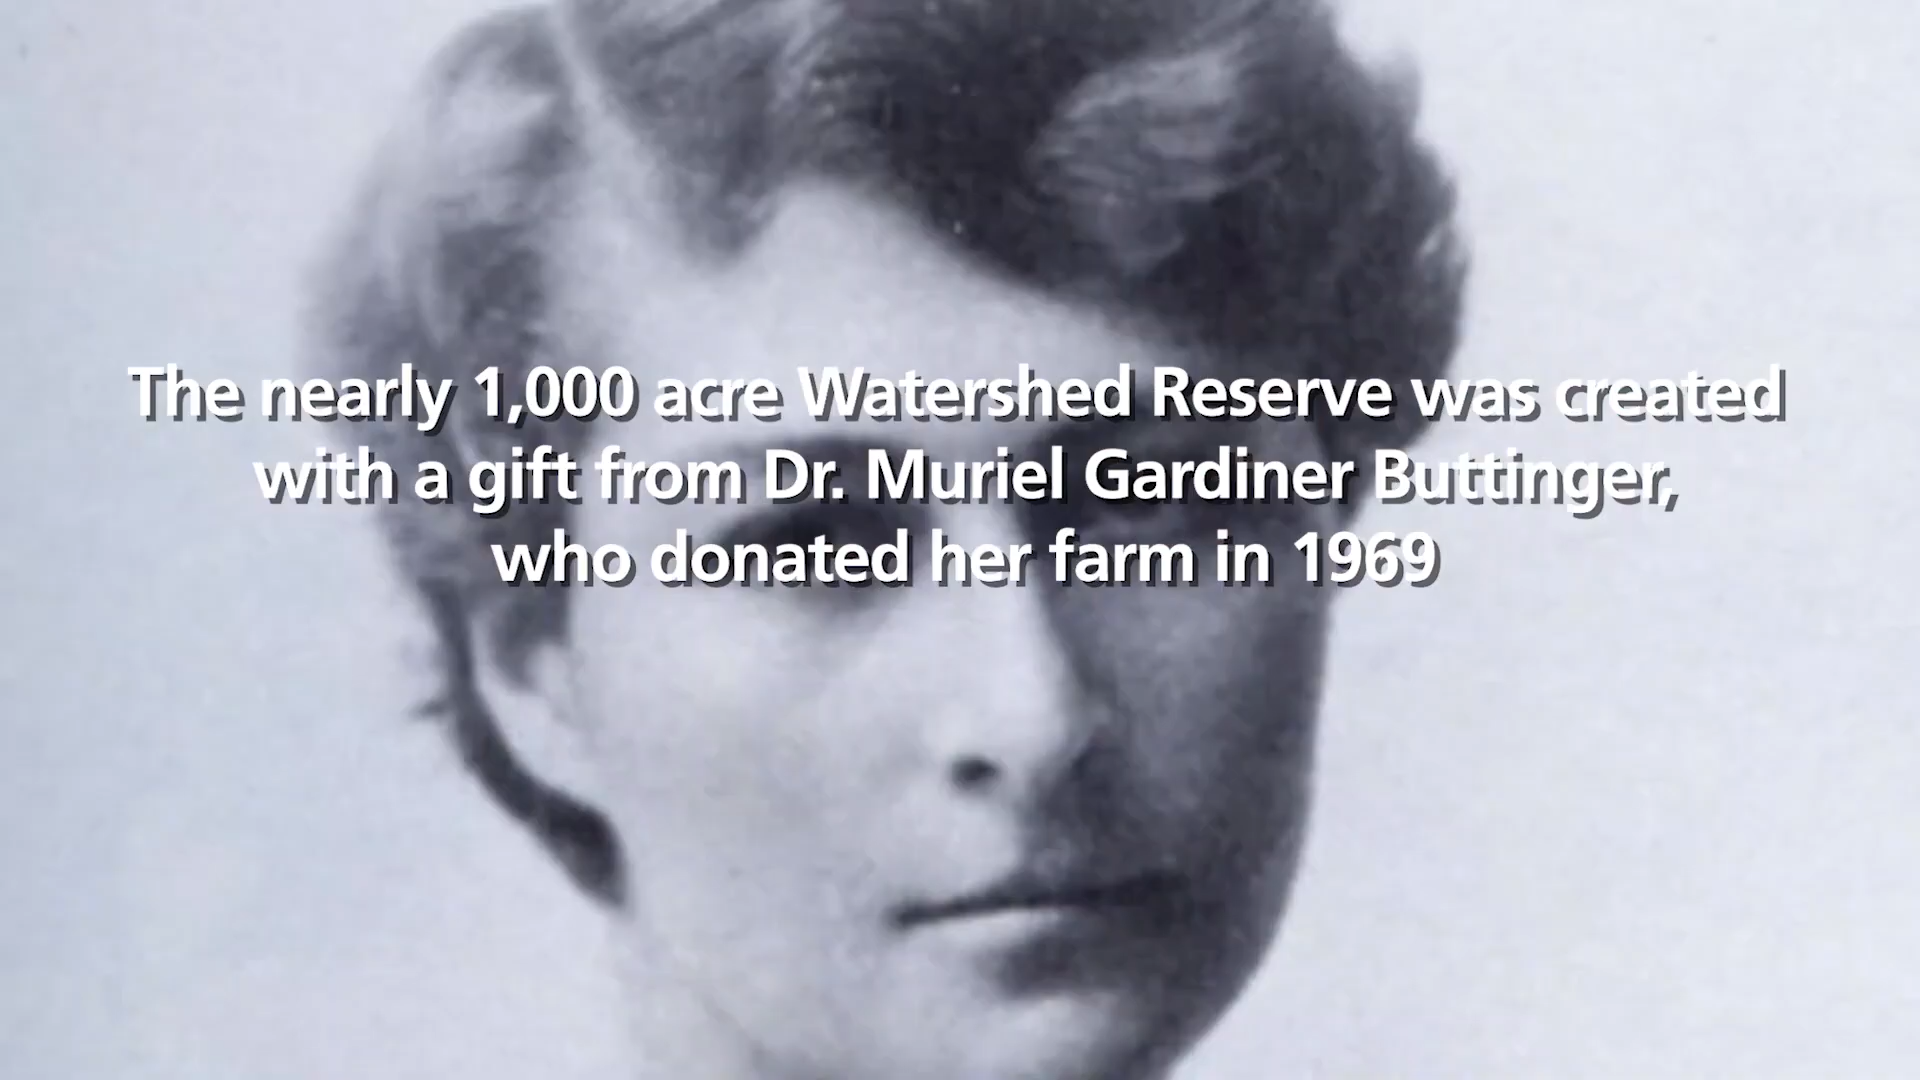 The nearly 1,000 acre Watershed Reserve was created
with a gift from Dr. Muriel Gardiner Buttinger,
who donated her farm in 1969